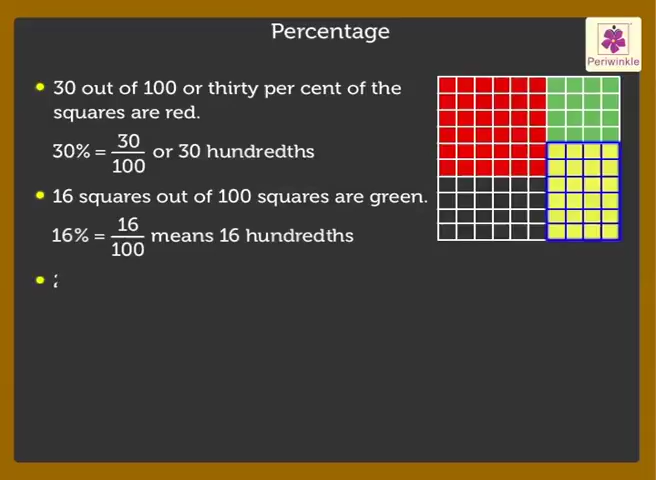 Percentage
Periwinkle
30 out of 100 or thirty per cent of the
squares are red.
30% = 30/100 or 30 hundredths
16 squares out of 100 squares are green.
16% = 16/100 means 16 hundredths